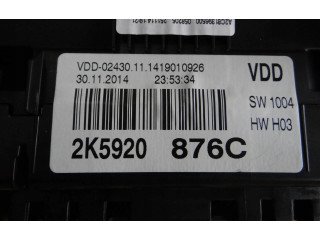 VDD-02430.11.1419010926
30.11.2014 23:53:34
VDD
SW 1004
HW H03
2K5920 876C